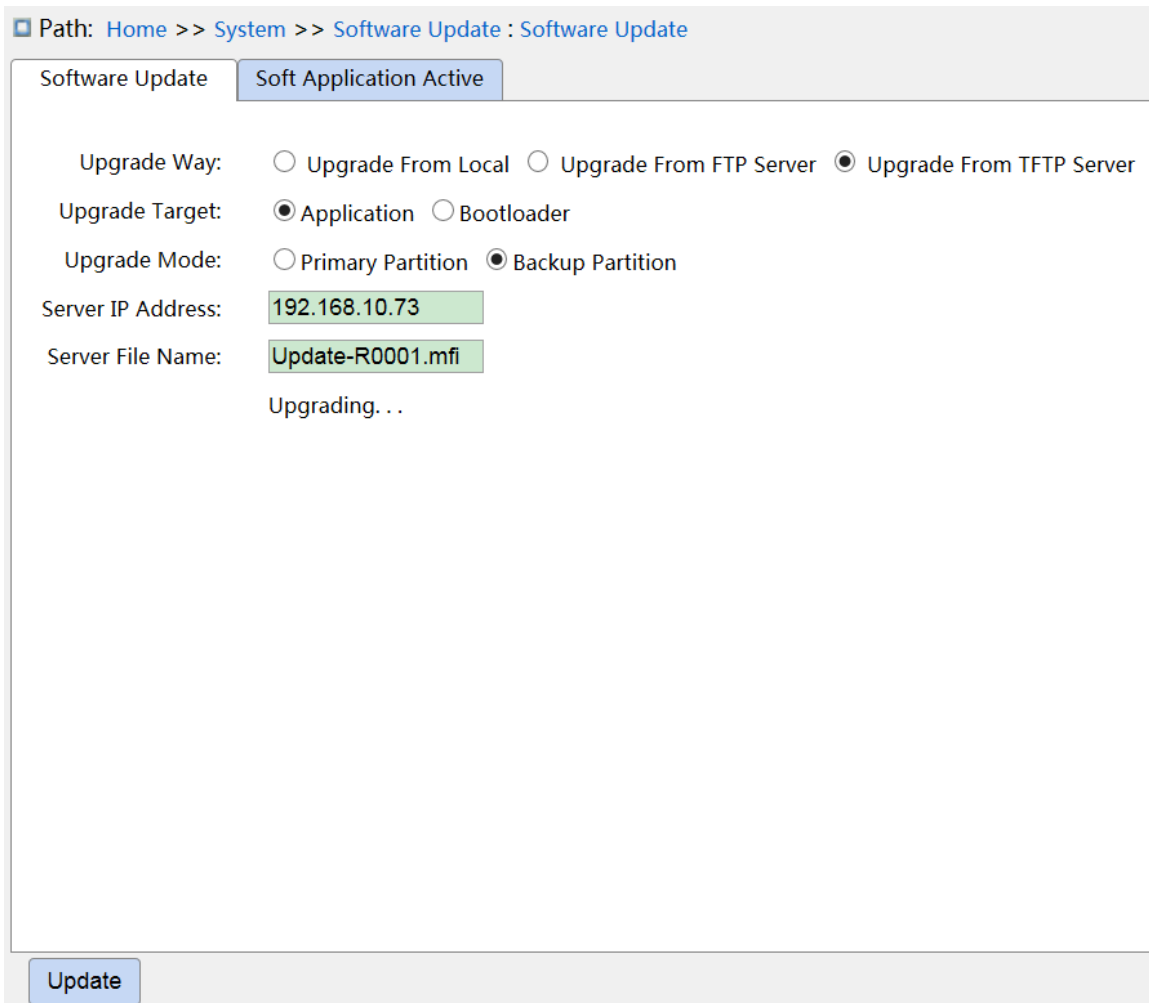 Path: Home >> System >> Software Update : Software Update
Software Update Soft Application Active
Upgrade Way: Upgrade From Local Upgrade From FTP Server Upgrade From TFTP Server
Upgrade Target: Application Bootloader
Upgrade Mode: Primary Partition Backup Partition
Server IP Address: 192.168.10.73
Server File Name: Update-R0001.mfi
Upgrading. . .
Update